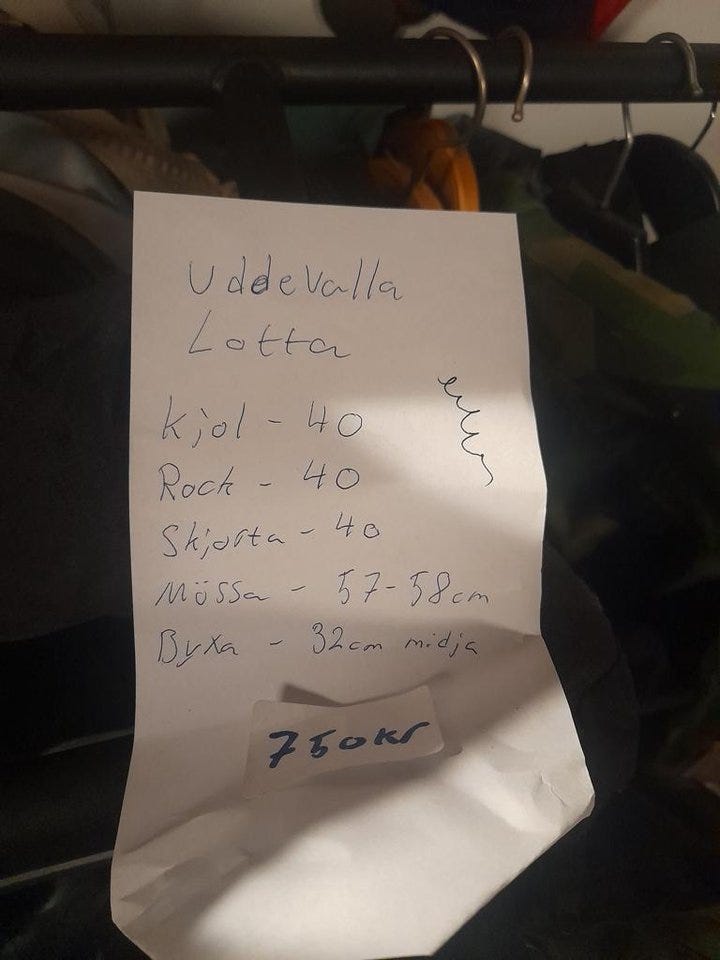 Uddevalla
Lotta
Kjol - 40
Rock - 40
Skjorta - 40
Mössa - 57-58cm
Byxa - 32cm midja
750kr